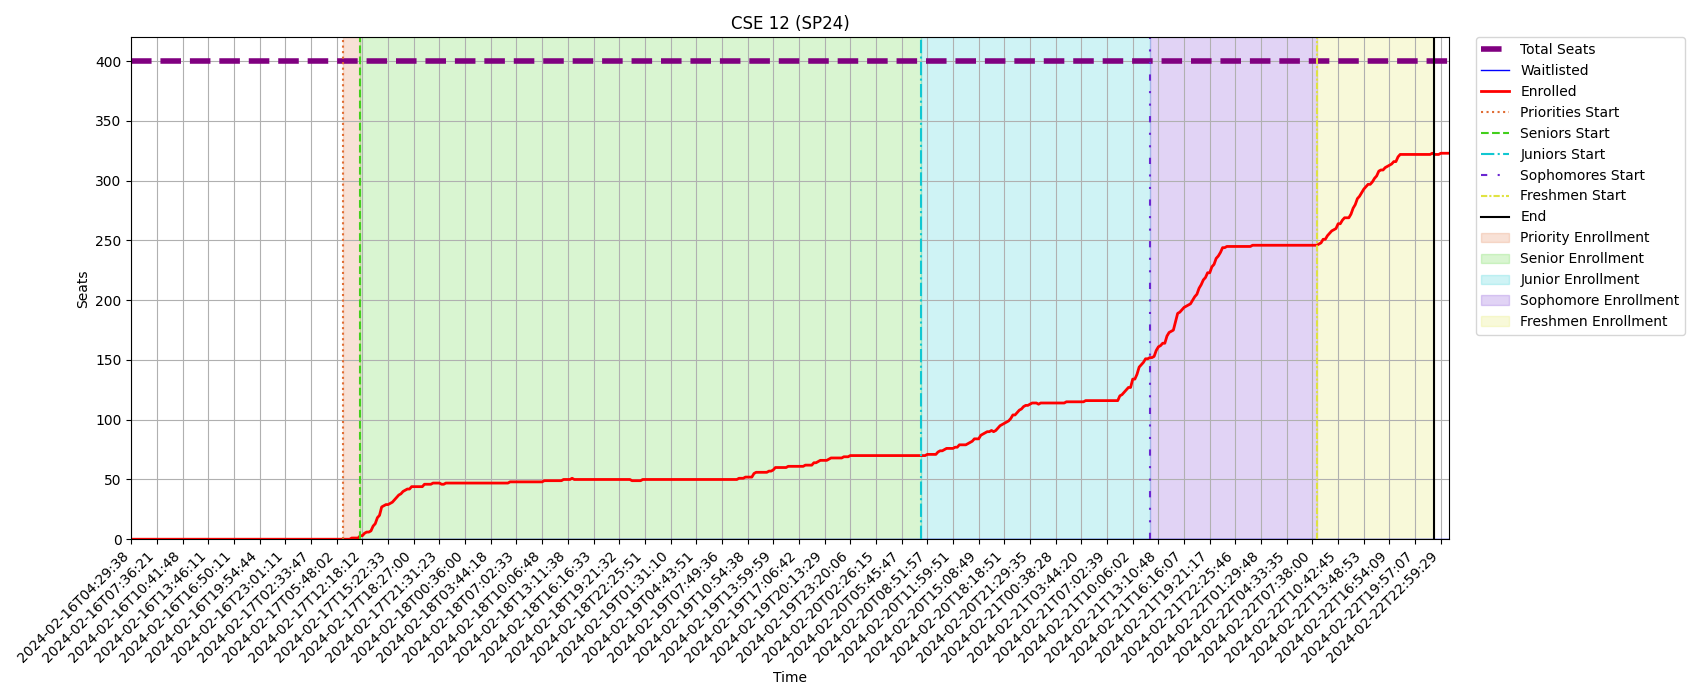 CSE 12 (SP24)
Seats
400
350
300
250
200
150
100
50
0
2024-02-16T04:29:38
2024-02-16T07:36:21
2024-02-16T10:41:48
2024-02-16T13:46:11
2024-02-16T16:50:11
2024-02-16T19:54:44
2024-02-16T23:01:11
2024-02-17T02:33:47
2024-02-17T05:48:02
2024-02-17T12:18:12
2024-02-17T15:22:33
2024-02-17T18:27:00
2024-02-17T21:31:23
2024-02-18T00:36:00
2024-02-18T03:44:18
2024-02-18T07:02:33
2024-02-18T10:06:48
2024-02-18T13:11:38
2024-02-18T16:16:33
2024-02-18T19:21:32
2024-02-18T22:25:51
2024-02-19T01:31:10
2024-02-19T04:43:51
2024-02-19T07:49:36
2024-02-19T10:54:38
2024-02-19T13:59:59
2024-02-19T17:06:42
2024-02-19T20:13:29
2024-02-19T23:20:06
2024-02-20T02:26:15
2024-02-20T05:45:47
2024-02-20T08:51:57
2024-02-20T11:59:51
2024-02-20T15:08:49
2024-02-20T18:18:51
2024-02-20T21:29:35
2024-02-21T00:38:28
2024-02-21T03:44:20
2024-02-21T07:02:39
2024-02-21T10:06:02
2024-02-21T13:10:48
2024-02-21T16:16:07
2024-02-21T19:21:17
2024-02-21T22:25:46
2024-02-22T01:29:48
2024-02-22T04:33:35
2024-02-22T07:38:00
2024-02-22T10:42:45
2024-02-22T13:48:53
2024-02-22T16:54:09
2024-02-22T19:57:07
2024-02-22T22:59:29
Time
Total Seats
Waitlisted
Enrolled
Priorities Start
Seniors Start
Juniors Start
Sophomores Start
Freshmen Start
End
Priority Enrollment
Senior Enrollment
Junior Enrollment
Sophomore Enrollment
Freshmen Enrollment